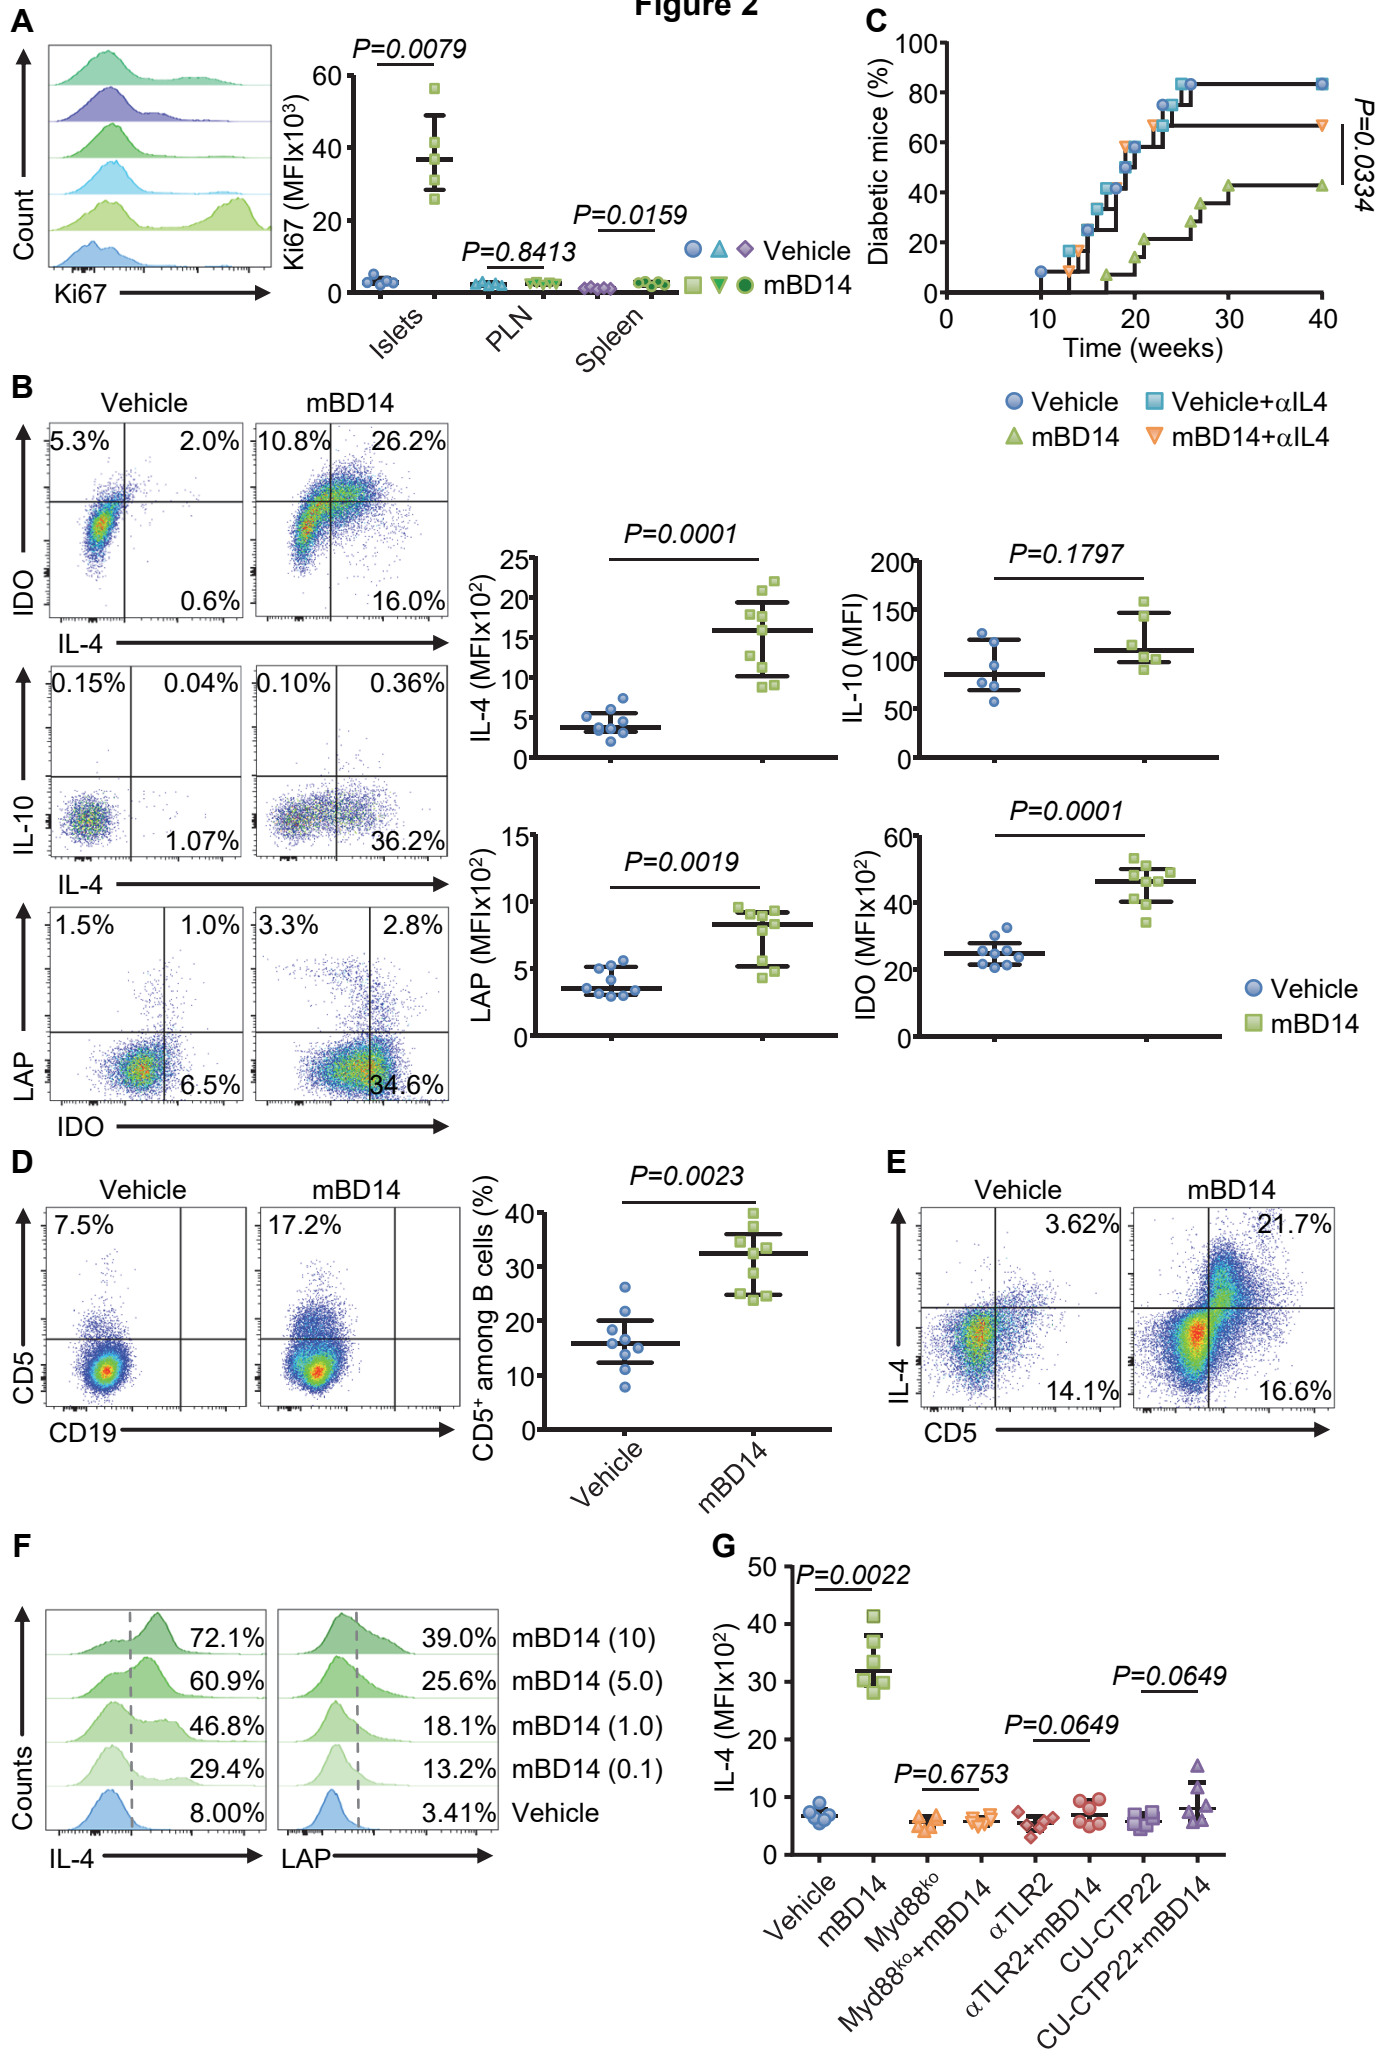 Figure 2
A
Count
Ki67
Ki67 (MFIx10³)
60
40
20
0
P=0.0079
P=0.8413
P=0.0159
Islets
PLN
Spleen
Vehicle
mBD14
C
Diabetic mice (%)
100
80
60
40
20
0
0 10 20 30 40
Time (weeks)
P=0.0334
Vehicle
Vehicle+αIL4
mBD14
mBD14+αIL4
B
Vehicle
mBD14
5.3% 2.0%
0.6%
10.8% 26.2%
16.0%
IDO
IL-4
0.15% 0.04%
1.07%
0.10% 0.36%
36.2%
IL-10
IL-4
1.5% 1.0%
6.5%
3.3% 2.8%
34.6%
LAP
IDO
P=0.0001
IL-4 (MFIx10²)
25
20
15
10
5
0
P=0.1797
IL-10 (MFI)
200
150
100
50
0
P=0.0019
LAP (MFIx10²)
15
10
5
0
P=0.0001
IDO (MFIx10²)
60
40
20
0
Vehicle
mBD14
D
Vehicle
mBD14
7.5%
17.2%
CD5
CD19
P=0.0023
CD5⁺ among B cells (%)
40
30
20
10
0
Vehicle
mBD14
E
Vehicle
mBD14
3.62%
14.1%
21.7%
16.6%
IL-4
CD5
F
Counts
72.1%
60.9%
46.8%
29.4%
8.00%
IL-4
39.0%
25.6%
18.1%
13.2%
3.41%
LAP
mBD14 (10)
mBD14 (5.0)
mBD14 (1.0)
mBD14 (0.1)
Vehicle
G
IL-4 (MFIx10²)
50
40
30
20
10
0
P=0.0022
P=0.6753
P=0.0649
P=0.0649
Vehicle
mBD14
Myd88ᵏᵒ
Myd88ᵏᵒ+mBD14
αTLR2
αTLR2+mBD14
CU-CTP22
CU-CTP22+mBD14